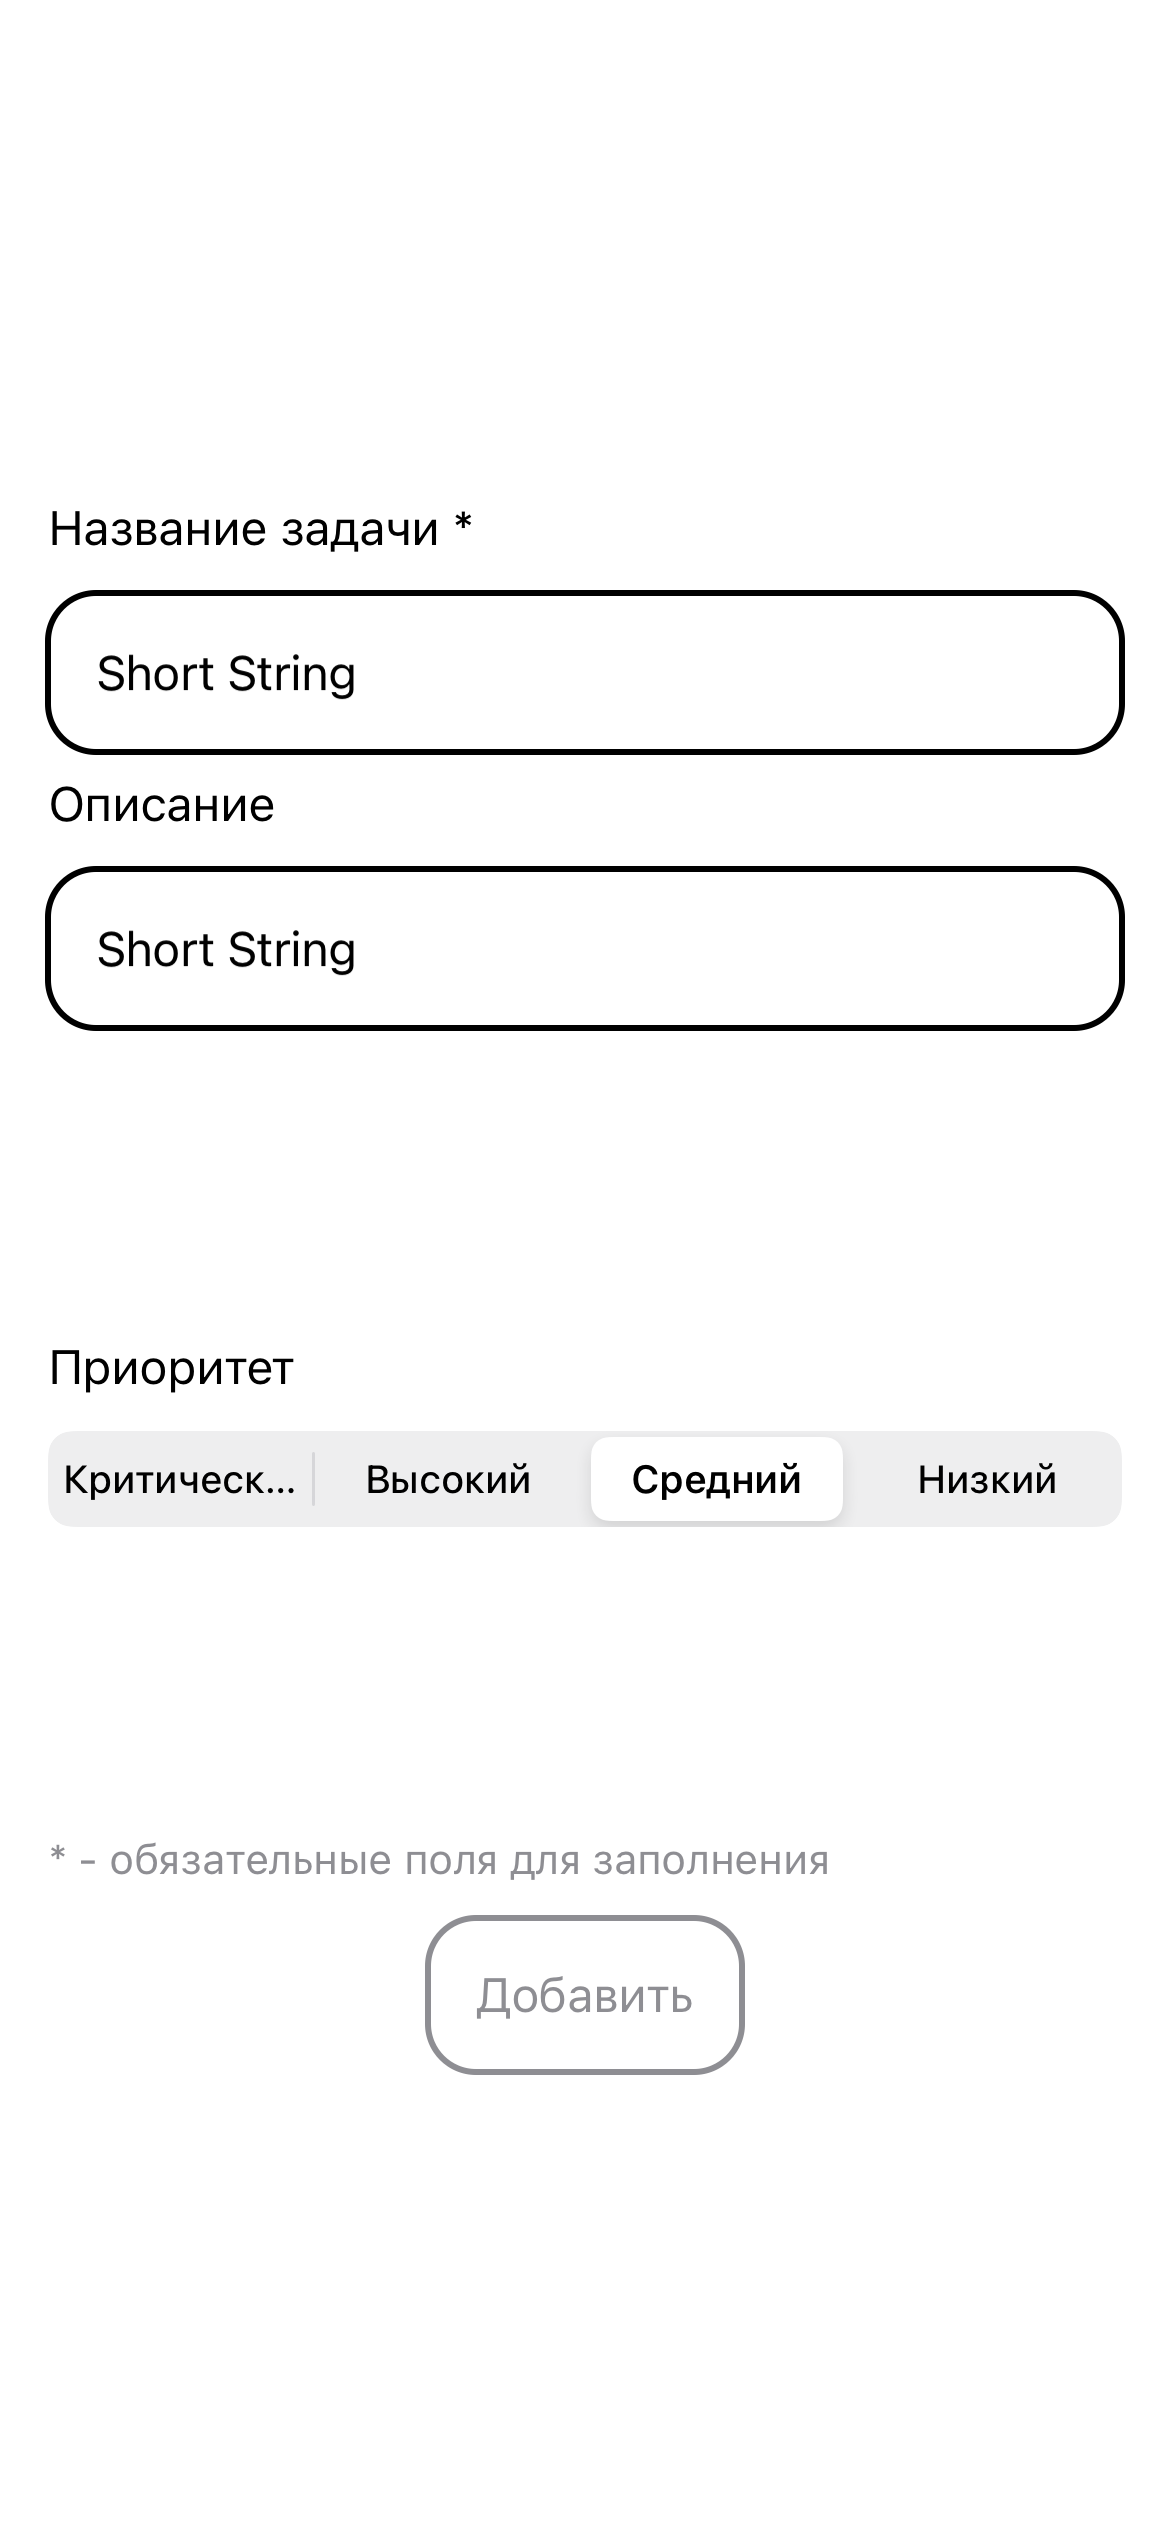 Название задачи *
Short String
Описание
Short String
Приоритет
Критическ... Высокий Средний Низкий
* - обязательные поля для заполнения
Добавить